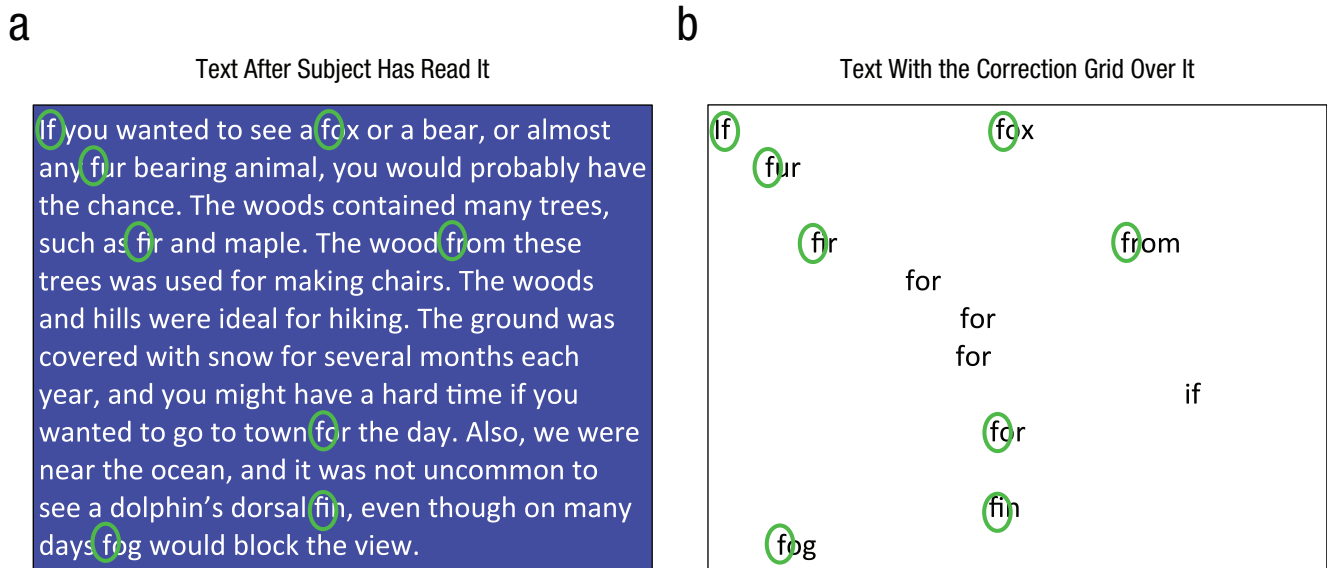 a
Text After Subject Has Read It
If you wanted to see a fox or a bear, or almost
any fur bearing animal, you would probably have
the chance. The woods contained many trees,
such as fir and maple. The wood from these
trees was used for making chairs. The woods
and hills were ideal for hiking. The ground was
covered with snow for several months each
year, and you might have a hard time if you
wanted to go to town for the day. Also, we were
near the ocean, and it was not uncommon to
see a dolphin’s dorsal fin, even though on many
days fog would block the view.
b
Text With the Correction Grid Over It
If fox
fur
fir from
for
for
for
if
for
fin
fog